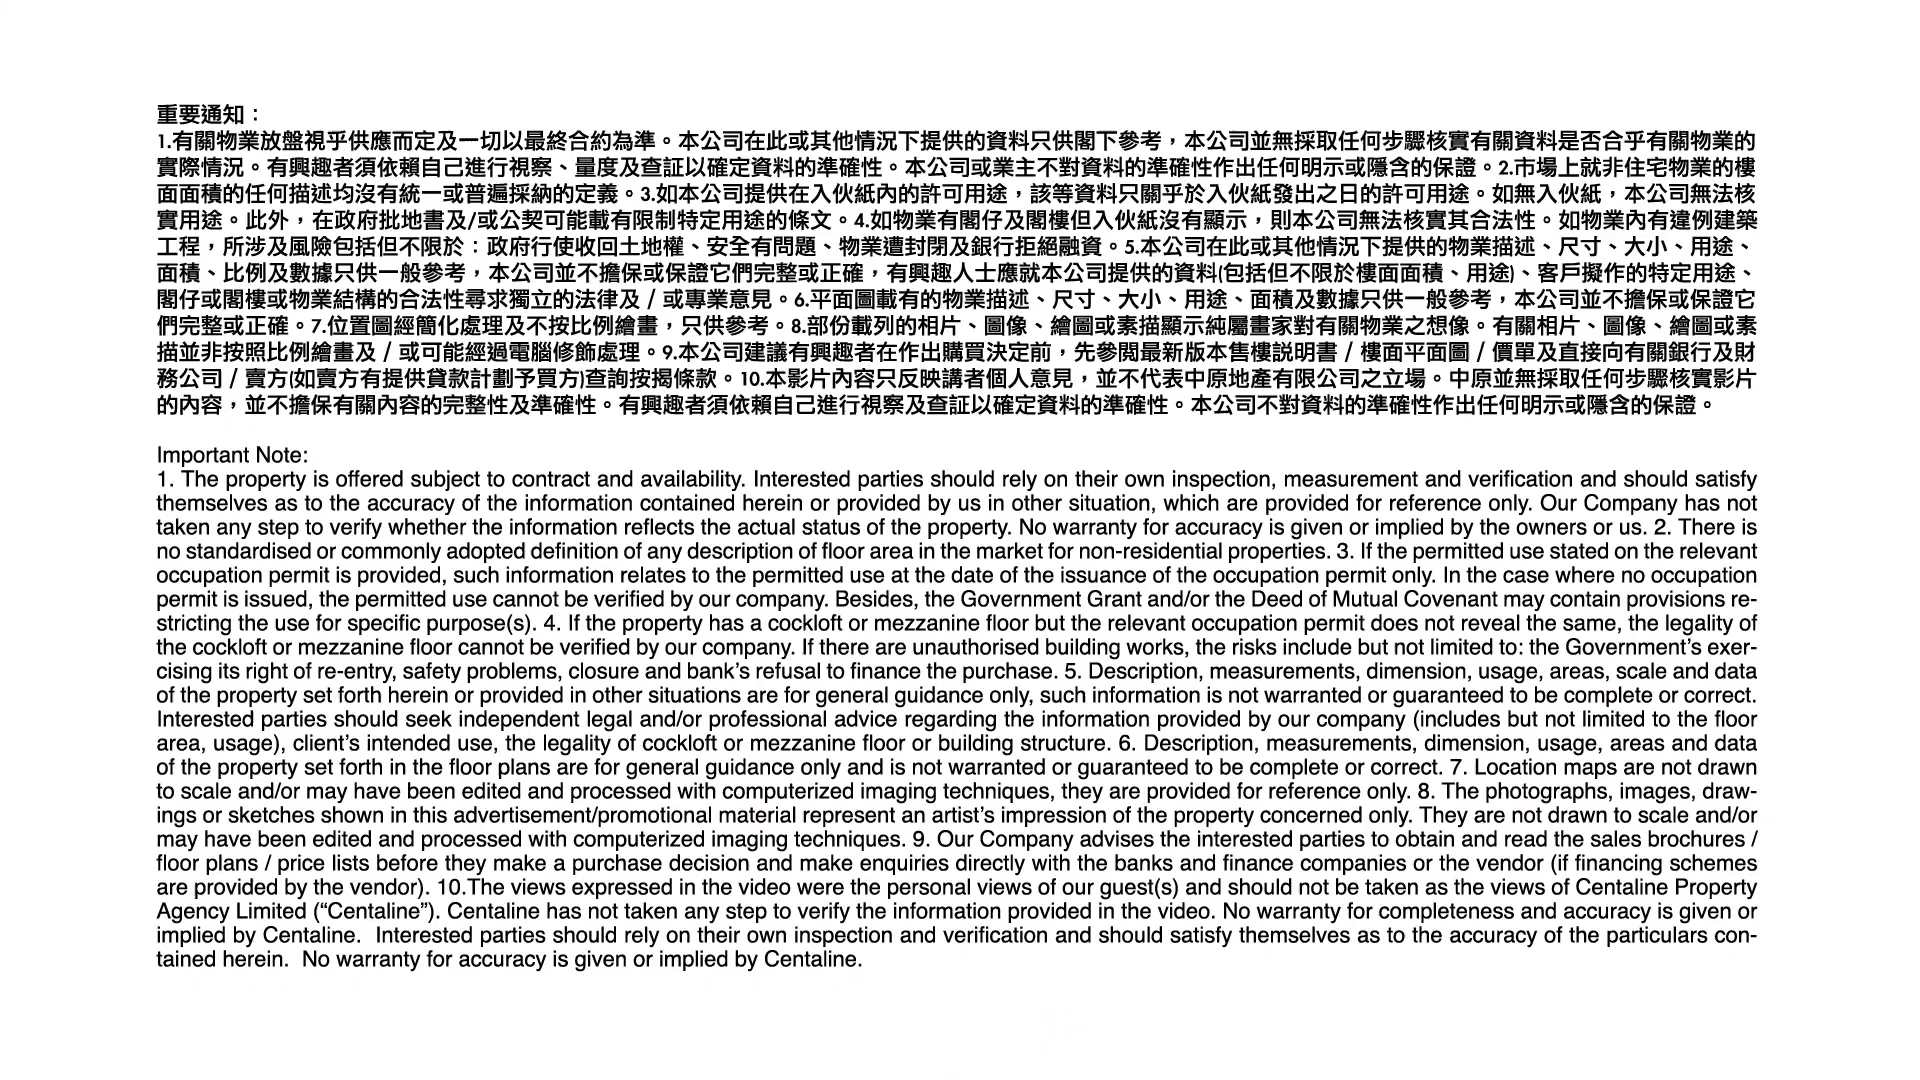 重要通知：
1.有關物業放盤視乎供應而定及一切以最終合約為準。本公司在此或其他情況下提供的資料只供閣下參考，本公司並無採取任何步驟核實有關資料是否合乎有關物業的
實際情況。有興趣者須依賴自己進行視察、量度及查証以確定資料的準確性。本公司或業主不對資料的準確性作出任何明示或隱含的保證。2.市場上就非住宅物業的樓
面面積的任何描述均沒有統一或普遍採納的定義。3.如本公司提供在入伙紙內的許可用途，該等資料只關乎於入伙紙發出之日的許可用途。如無入伙紙，本公司無法核
實用途。此外，在政府批地書及/或公契可能載有限制特定用途的條文。4.如物業有閣仔及閣樓但入伙紙沒有顯示，則本公司無法核實其合法性。如物業內有違例建築
工程，所涉及風險包括但不限於：政府行使收回土地權、安全有問題、物業遭封閉及銀行拒絕融資。5.本公司在此或其他情況下提供的物業描述、尺寸、大小、用途、
面積、比例及數據只供一般參考，本公司並不擔保或保證它們完整或正確，有興趣人士應就本公司提供的資料(包括但不限於樓面面積、用途)、客戶擬作的特定用途、
閣仔或閣樓或物業結構的合法性尋求獨立的法律及 / 或專業意見。6.平面圖載有的物業描述、尺寸、大小、用途、面積及數據只供一般參考，本公司並不擔保或保證它
們完整或正確。7.位置圖經簡化處理及不按比例繪畫，只供參考。8.部份載列的相片、圖像、繪圖或素描顯示純屬畫家對有關物業之想像。有關相片、圖像、繪圖或素
描並非按照比例繪畫及 / 或可能經過電腦修飾處理。9.本公司建議有興趣者在作出購買決定前，先參閲最新版本售樓説明書 / 樓面平面圖 / 價單及直接向有關銀行及財
務公司 / 賣方(如賣方有提供貸款計劃予買方)查詢按揭條款。10.本影片內容只反映講者個人意見，並不代表中原地產有限公司之立場。中原並無採取任何步驟核實影片
的內容，並不擔保有關內容的完整性及準確性。有興趣者須依賴自己進行視察及查証以確定資料的準確性。本公司不對資料的準確性作出任何明示或隱含的保證。
Important Note:
1. The property is offered subject to contract and availability. Interested parties should rely on their own inspection, measurement and verification and should satisfy
themselves as to the accuracy of the information contained herein or provided by us in other situation, which are provided for reference only. Our Company has not
taken any step to verify whether the information reflects the actual status of the property. No warranty for accuracy is given or implied by the owners or us. 2. There is
no standardised or commonly adopted definition of any description of floor area in the market for non-residential properties. 3. If the permitted use stated on the relevant
occupation permit is provided, such information relates to the permitted use at the date of the issuance of the occupation permit only. In the case where no occupation
permit is issued, the permitted use cannot be verified by our company. Besides, the Government Grant and/or the Deed of Mutual Covenant may contain provisions re-
stricting the use for specific purpose(s). 4. If the property has a cockloft or mezzanine floor but the relevant occupation permit does not reveal the same, the legality of
the cockloft or mezzanine floor cannot be verified by our company. If there are unauthorised building works, the risks include but not limited to: the Government’s exer-
cising its right of re-entry, safety problems, closure and bank’s refusal to finance the purchase. 5. Description, measurements, dimension, usage, areas, scale and data
of the property set forth herein or provided in other situations are for general guidance only, such information is not warranted or guaranteed to be complete or correct.
Interested parties should seek independent legal and/or professional advice regarding the information provided by our company (includes but not limited to the floor
area, usage), client’s intended use, the legality of cockloft or mezzanine floor or building structure. 6. Description, measurements, dimension, usage, areas and data
of the property set forth in the floor plans are for general guidance only and is not warranted or guaranteed to be complete or correct. 7. Location maps are not drawn
to scale and/or may have been edited and processed with computerized imaging techniques, they are provided for reference only. 8. The photographs, images, draw-
ings or sketches shown in this advertisement/promotional material represent an artist’s impression of the property concerned only. They are not drawn to scale and/or
may have been edited and processed with computerized imaging techniques. 9. Our Company advises the interested parties to obtain and read the sales brochures /
floor plans / price lists before they make a purchase decision and make enquiries directly with the banks and finance companies or the vendor (if financing schemes
are provided by the vendor). 10.The views expressed in the video were the personal views of our guest(s) and should not be taken as the views of Centaline Property
Agency Limited (“Centaline”). Centaline has not taken any step to verify the information provided in the video. No warranty for completeness and accuracy is given or
implied by Centaline.  Interested parties should rely on their own inspection and verification and should satisfy themselves as to the accuracy of the particulars con-
tained herein.  No warranty for accuracy is given or implied by Centaline.